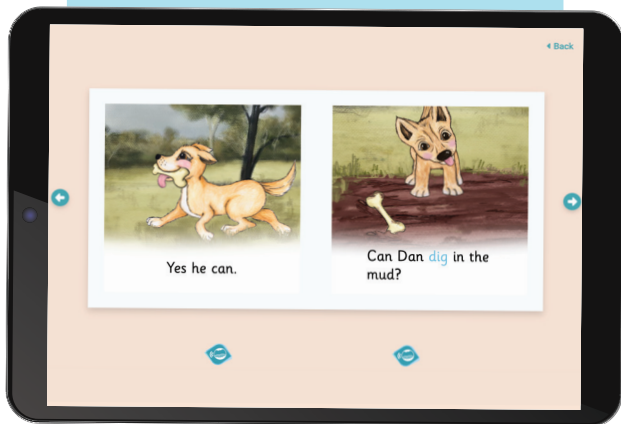 Back
Yes he can.
Can Dan dig in the
mud?